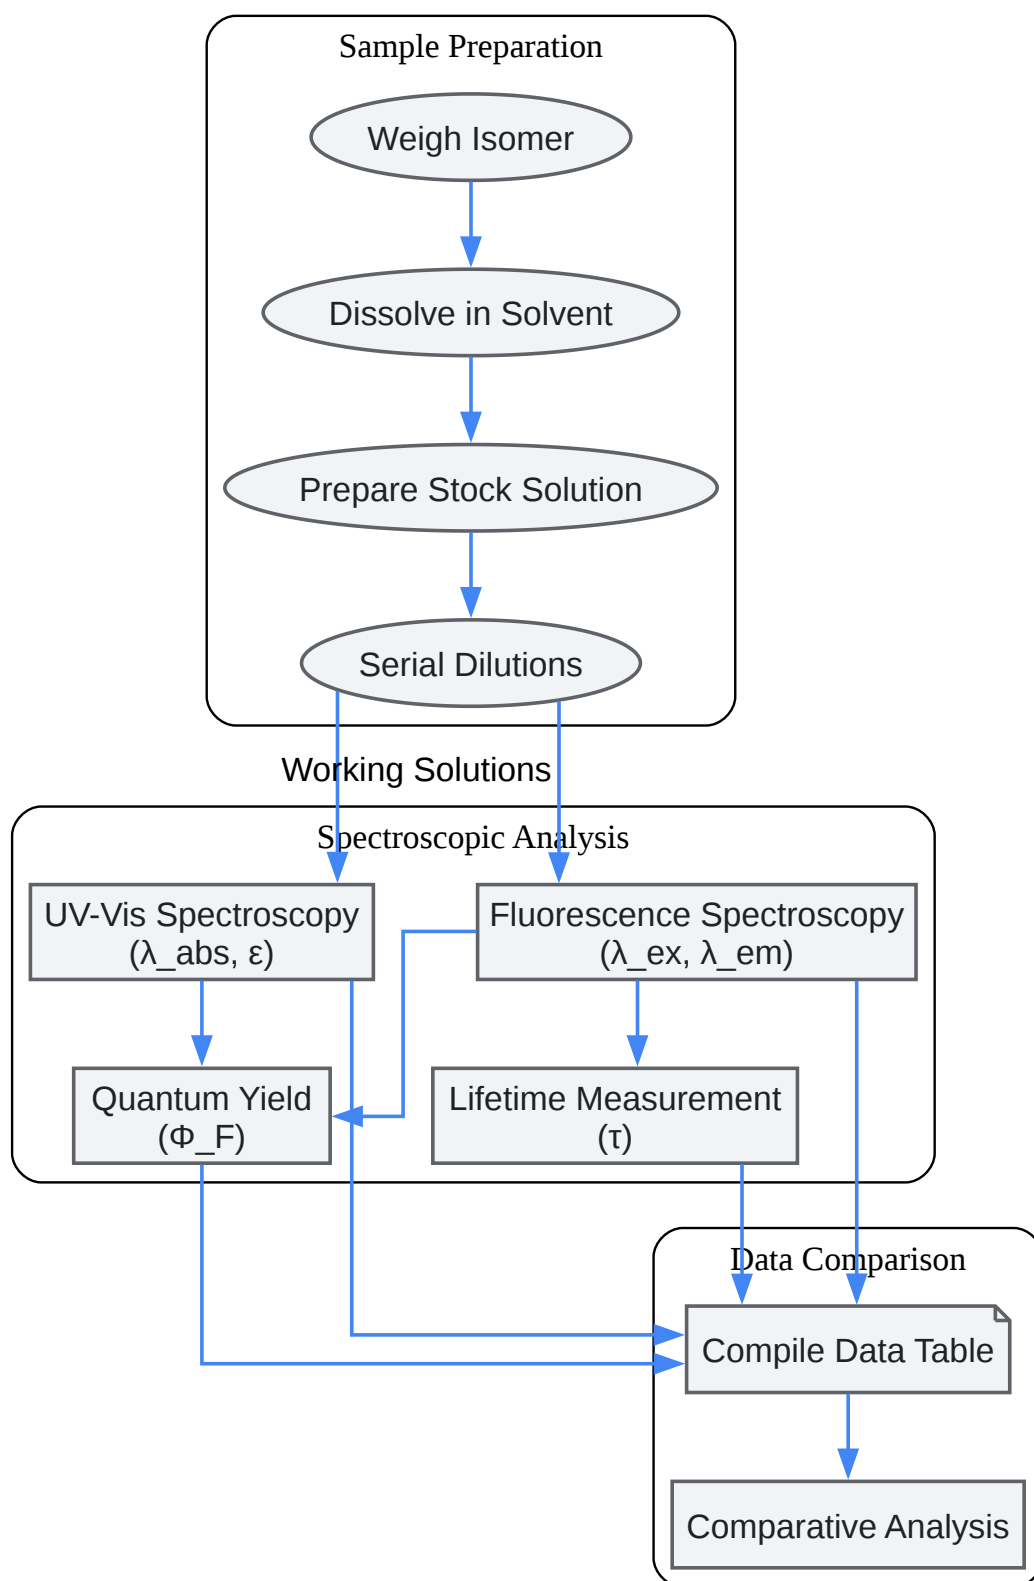 Sample Preparation
Weigh Isomer
Dissolve in Solvent
Prepare Stock Solution
Serial Dilutions
Working Solutions
Spectroscopic Analysis
UV-Vis Spectroscopy
(λ_abs, ε)
Fluorescence Spectroscopy
(λ_ex, λ_em)
Quantum Yield
(Φ_F)
Lifetime Measurement
(τ)
Data Comparison
Compile Data Table
Comparative Analysis